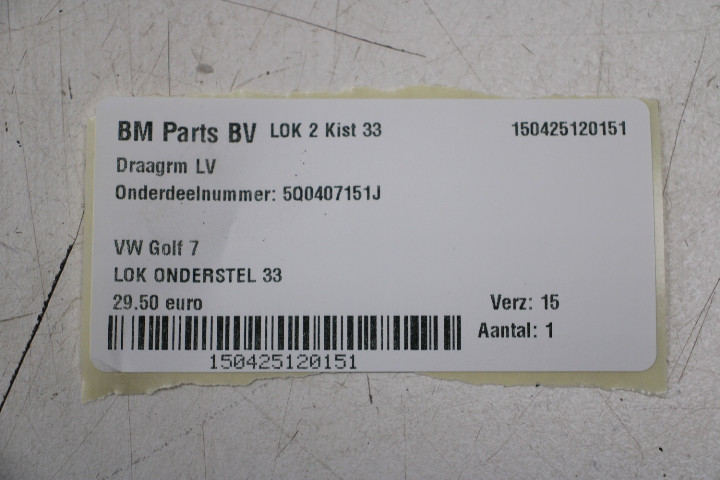 BM Parts BV LOK 2 Kist 33 150425120151
Draagrm LV
Onderdeelnummer: 5Q0407151J
VW Golf 7
LOK ONDERSTEL 33
29.50 euro Verz: 15
Aantal: 1
150425120151